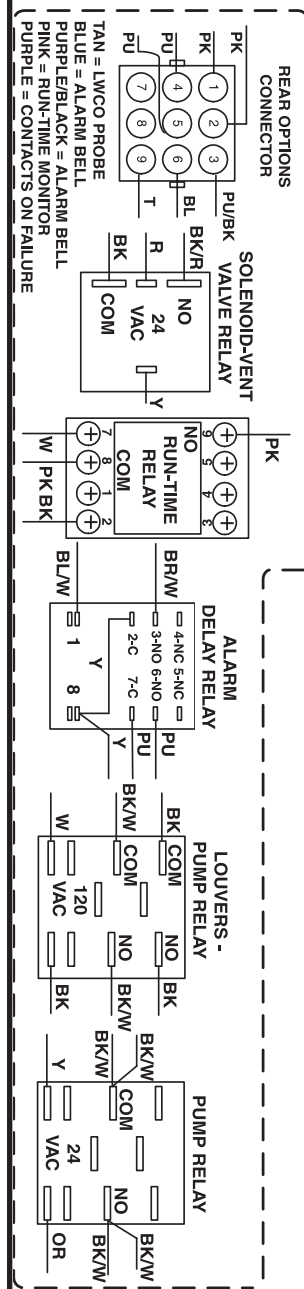 REAR OPTIONS
CONNECTOR
PK
PK
PU
PU
1
2
3
4
5
6
7
8
9
PU/BK
BL
T
TAN = LWCO PROBE
BLUE = ALARM BELL
PURPLE/BLACK = ALARM BELL
PINK = RUN-TIME MONITOR
PURPLE = CONTACTS ON FAILURE
SOLENOID-VENT
VALVE RELAY
BK/R
R
BK
NO
24
VAC
COM
Y
NO
RUN-TIME
RELAY
COM
6
5
4
3
7
8
1
2
PK
W
PK
BK
ALARM
DELAY RELAY
BR/W
BL/W
4-NC 5-NC
3-NO 6-NO
2-C 7-C
Y
1 8
PU
PU
Y
LOUVERS -
PUMP RELAY
BK
BK/W
W
COM NO
COM NO
120
VAC
BK
BK/W
BK
PUMP RELAY
BK/W
BK/W
Y
COM NO
24
VAC
BK/W
BK/W
OR